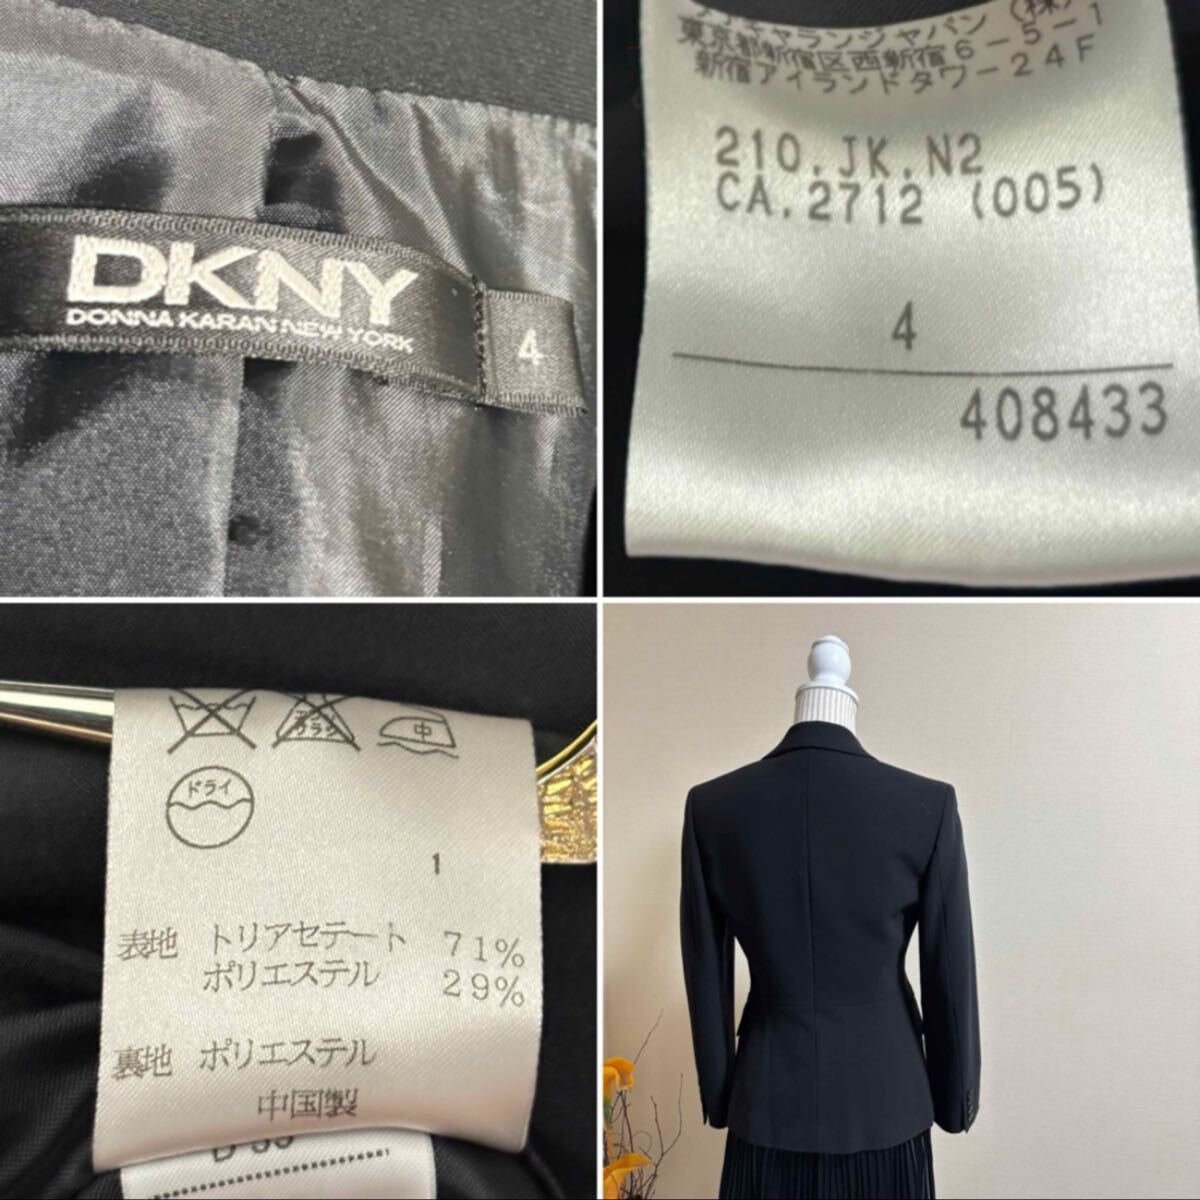 DKNY
DONNA KARAN NEW YORK
4
東京都新宿区西新宿6-5-1
新宿アイランドタワー24F
210.JK.N2
CA.2712 (005)
4
408433
中
ドライ
1
表地 トリアセテート 71%
ポリエステル 29%
裏地 ポリエステル
中国製